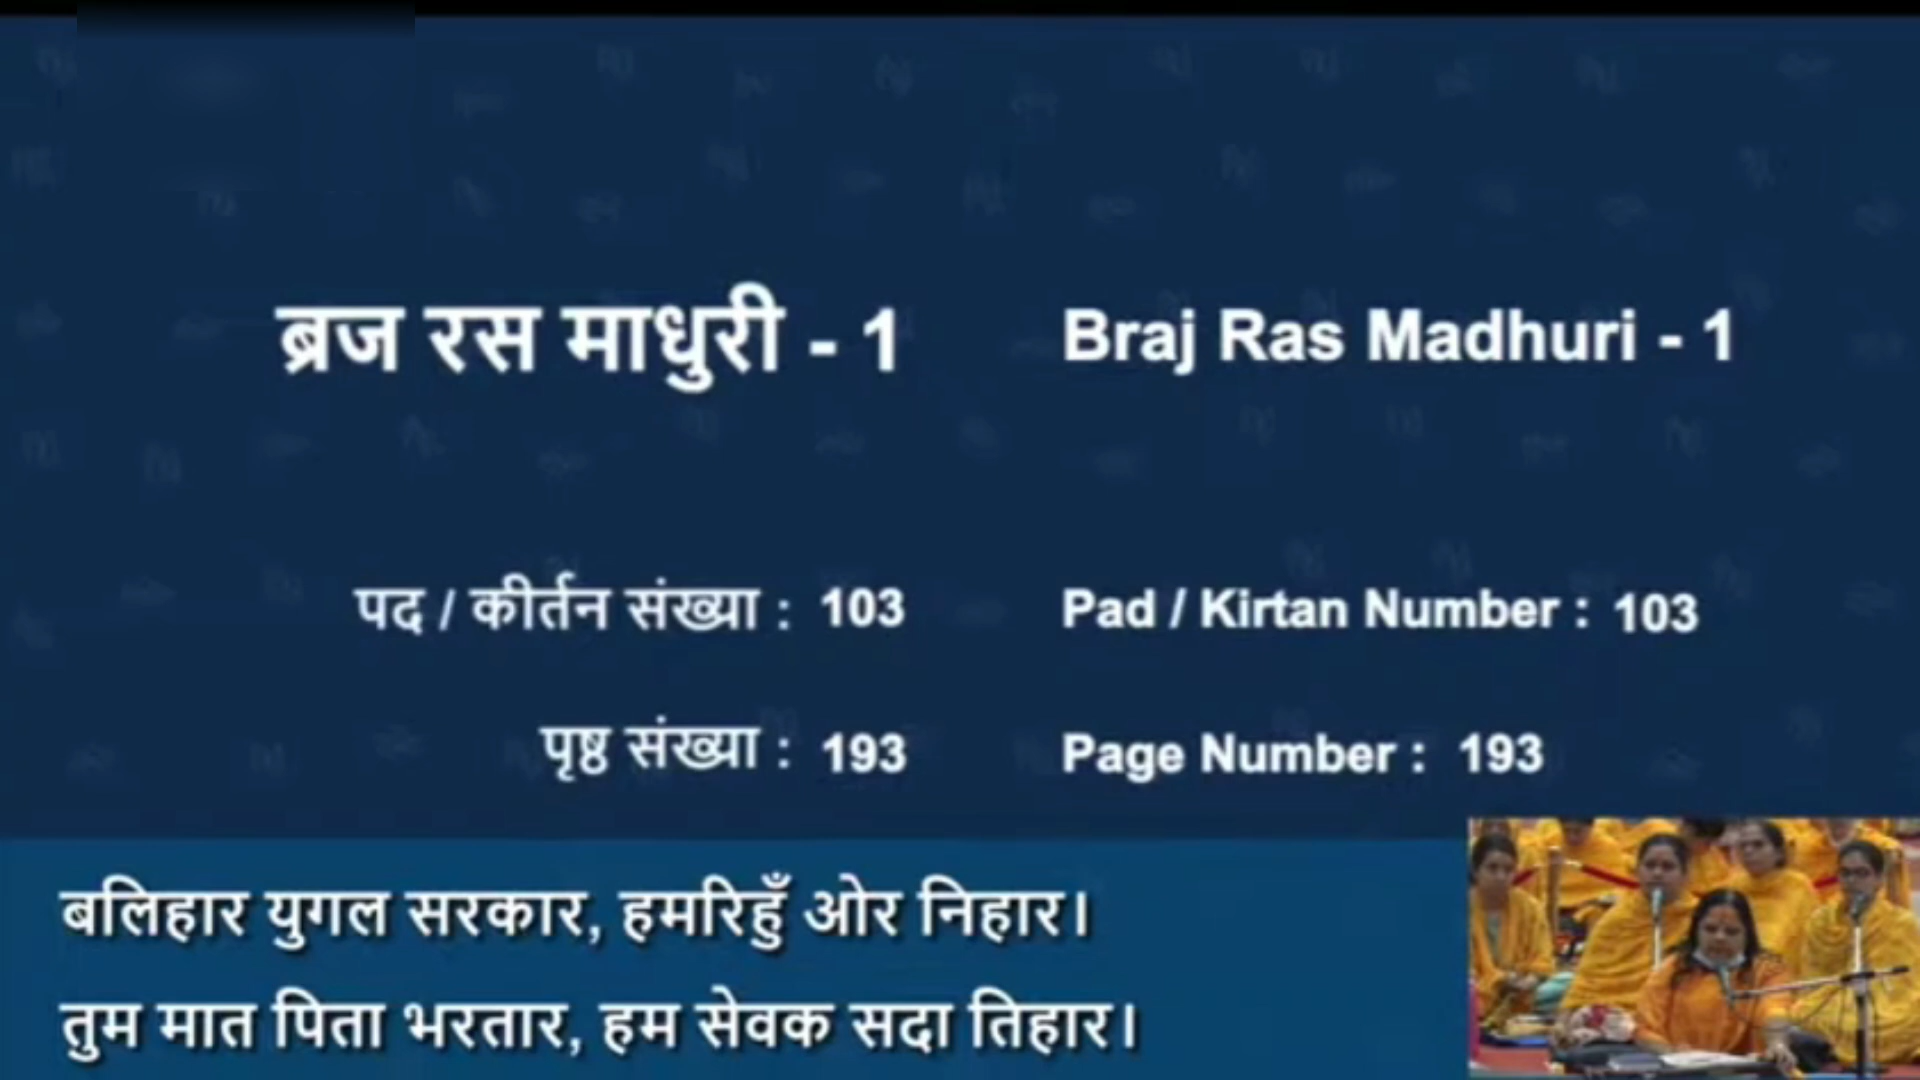 ब्रज रस माधुरी - 1
Braj Ras Madhuri - 1
पद / कीर्तन संख्या : 103
Pad / Kirtan Number : 103
पृष्ठ संख्या : 193
Page Number : 193
बलिहार युगल सरकार, हमरिहुँ ओर निहार।
तुम मात पिता भरतार, हम सेवक सदा तिहार।